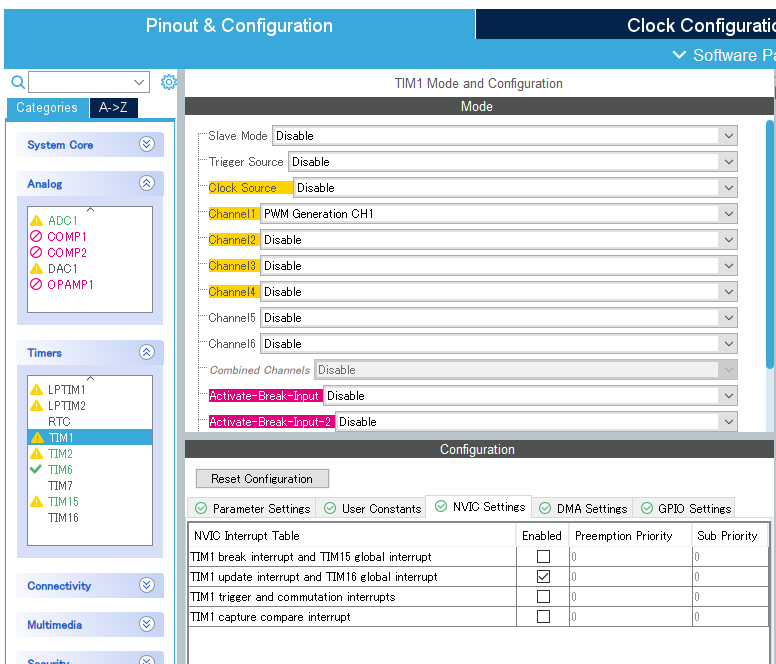 Pinout & Configuration
Clock Configuratio
Software Pa
Categories
A->Z
System Core
Analog
ADC1
COMP1
COMP2
DAC1
OPAMP1
Timers
LPTIM1
LPTIM2
RTC
TIM1
TIM2
TIM6
TIM7
TIM15
TIM16
Connectivity
Multimedia
Security
TIM1 Mode and Configuration
Mode
Slave Mode Disable
Trigger Source Disable
Clock Source Disable
Channel1 PWM Generation CH1
Channel2 Disable
Channel3 Disable
Channel4 Disable
Channel5 Disable
Channel6 Disable
Combined Channels Disable
Activate-Break-Input Disable
Activate-Break-Input-2 Disable
Configuration
Reset Configuration
Parameter Settings User Constants NVIC Settings DMA Settings GPIO Settings
NVIC Interrupt Table Enabled Preemption Priority Sub Priority
TIM1 break interrupt and TIM15 global interrupt 0 0
TIM1 update interrupt and TIM16 global interrupt 0 0
TIM1 trigger and commutation interrupts 0 0
TIM1 capture compare interrupt 0 0